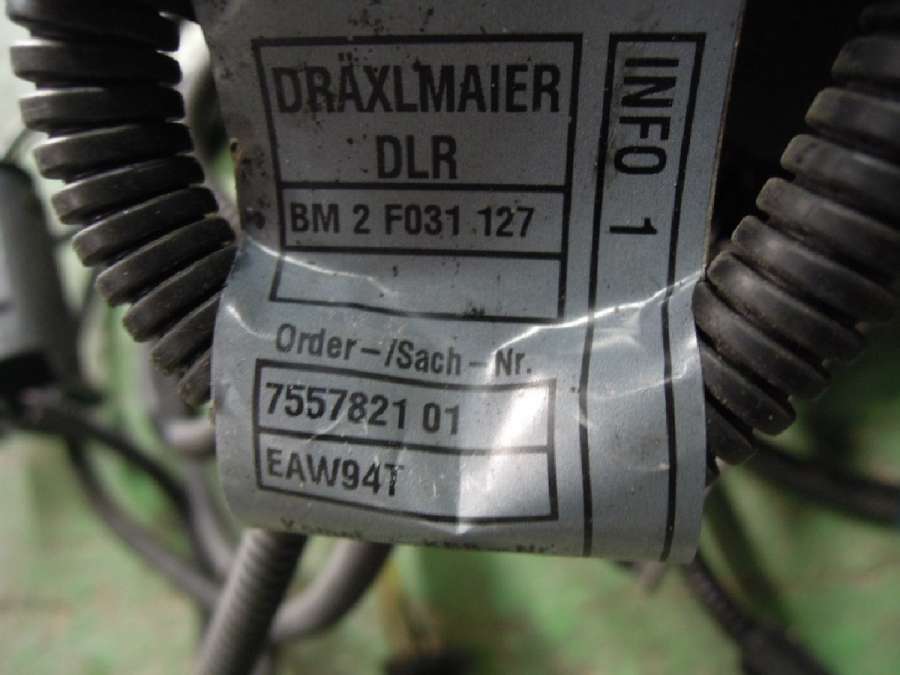 DRÄXLMAIER
DLR
BM 2 F031 127
Order-/Sach-Nr.
7557821 01
EAW94T
INFO 1